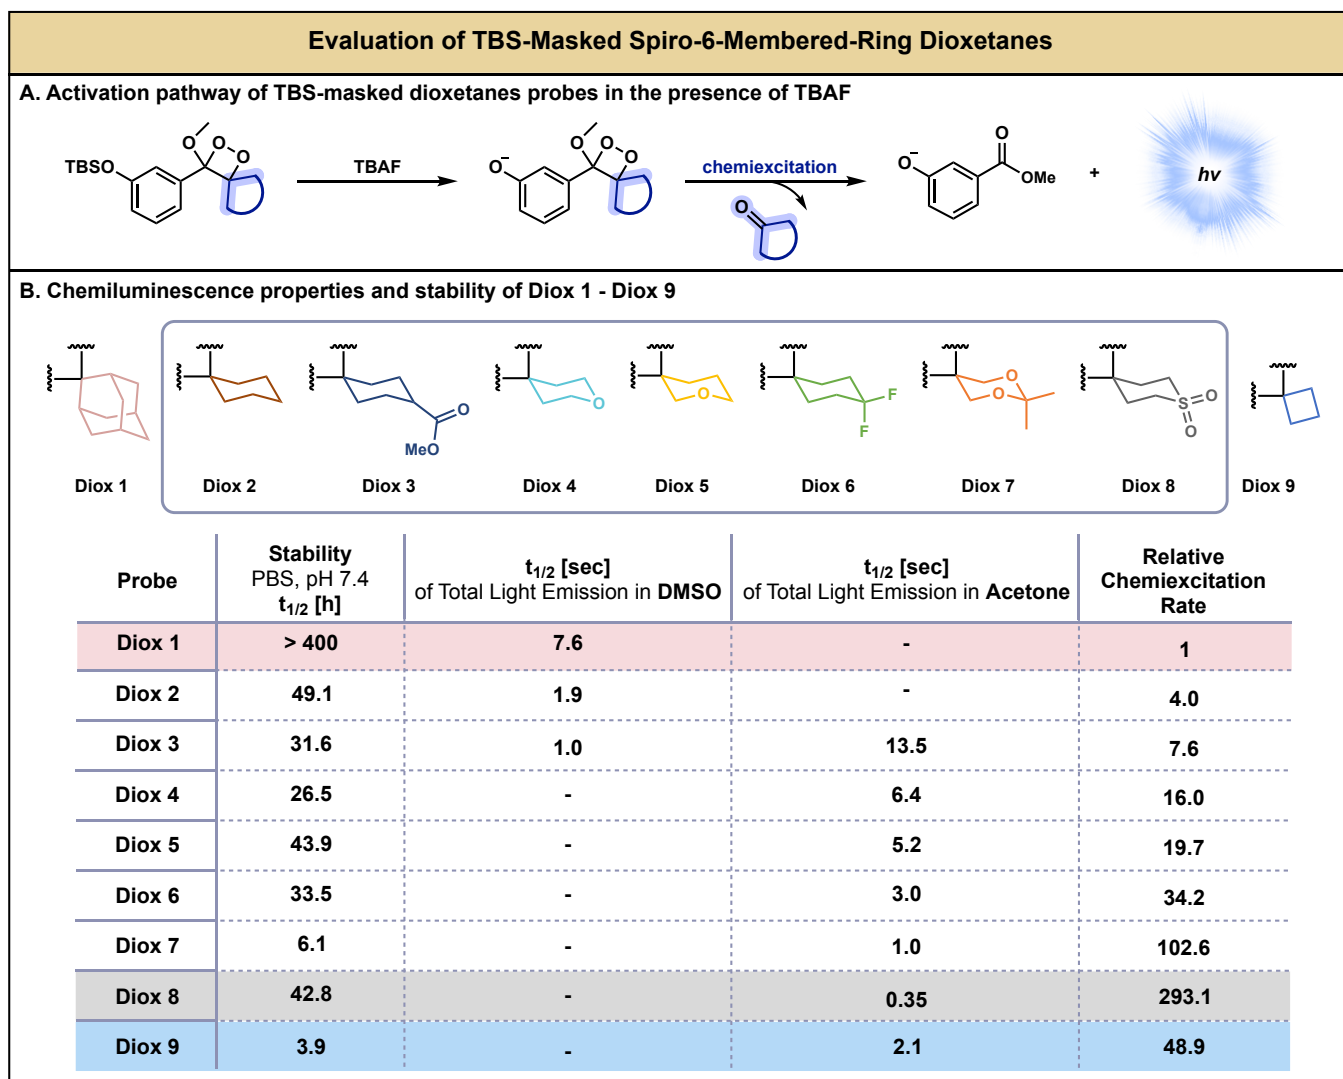 Evaluation of TBS-Masked Spiro-6-Membered-Ring Dioxetanes
A. Activation pathway of TBS-masked dioxetanes probes in the presence of TBAF
TBSO O O O
TBAF
O⁻ O O O
chemiexcitation
O
O⁻ O OMe
+
hv
B. Chemiluminescence properties and stability of Diox 1 - Diox 9
O MeO
O
O
F F
O O
S O O
Diox 1 Diox 2 Diox 3 Diox 4 Diox 5 Diox 6 Diox 7 Diox 8 Diox 9
Probe
Stability
PBS, pH 7.4
t1/2 [h]
t1/2 [sec]
of Total Light Emission in DMSO
t1/2 [sec]
of Total Light Emission in Acetone
Relative
Chemiexcitation
Rate
Diox 1 > 400 7.6 - 1
Diox 2 49.1 1.9 - 4.0
Diox 3 31.6 1.0 13.5 7.6
Diox 4 26.5 - 6.4 16.0
Diox 5 43.9 - 5.2 19.7
Diox 6 33.5 - 3.0 34.2
Diox 7 6.1 - 1.0 102.6
Diox 8 42.8 - 0.35 293.1
Diox 9 3.9 - 2.1 48.9